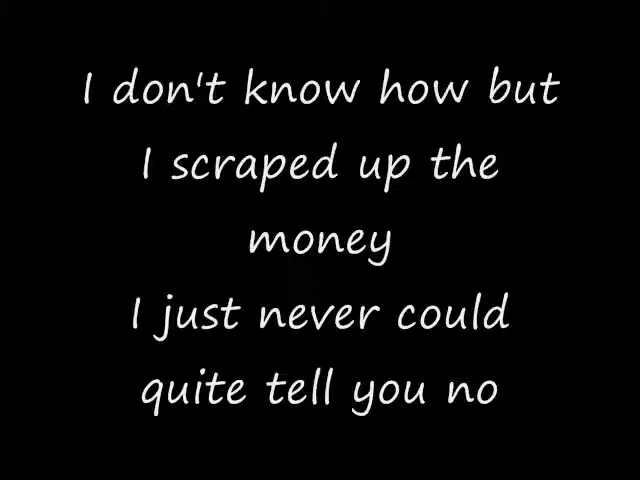 I don't know how but
I scraped up the
money
I just never could
quite tell you no